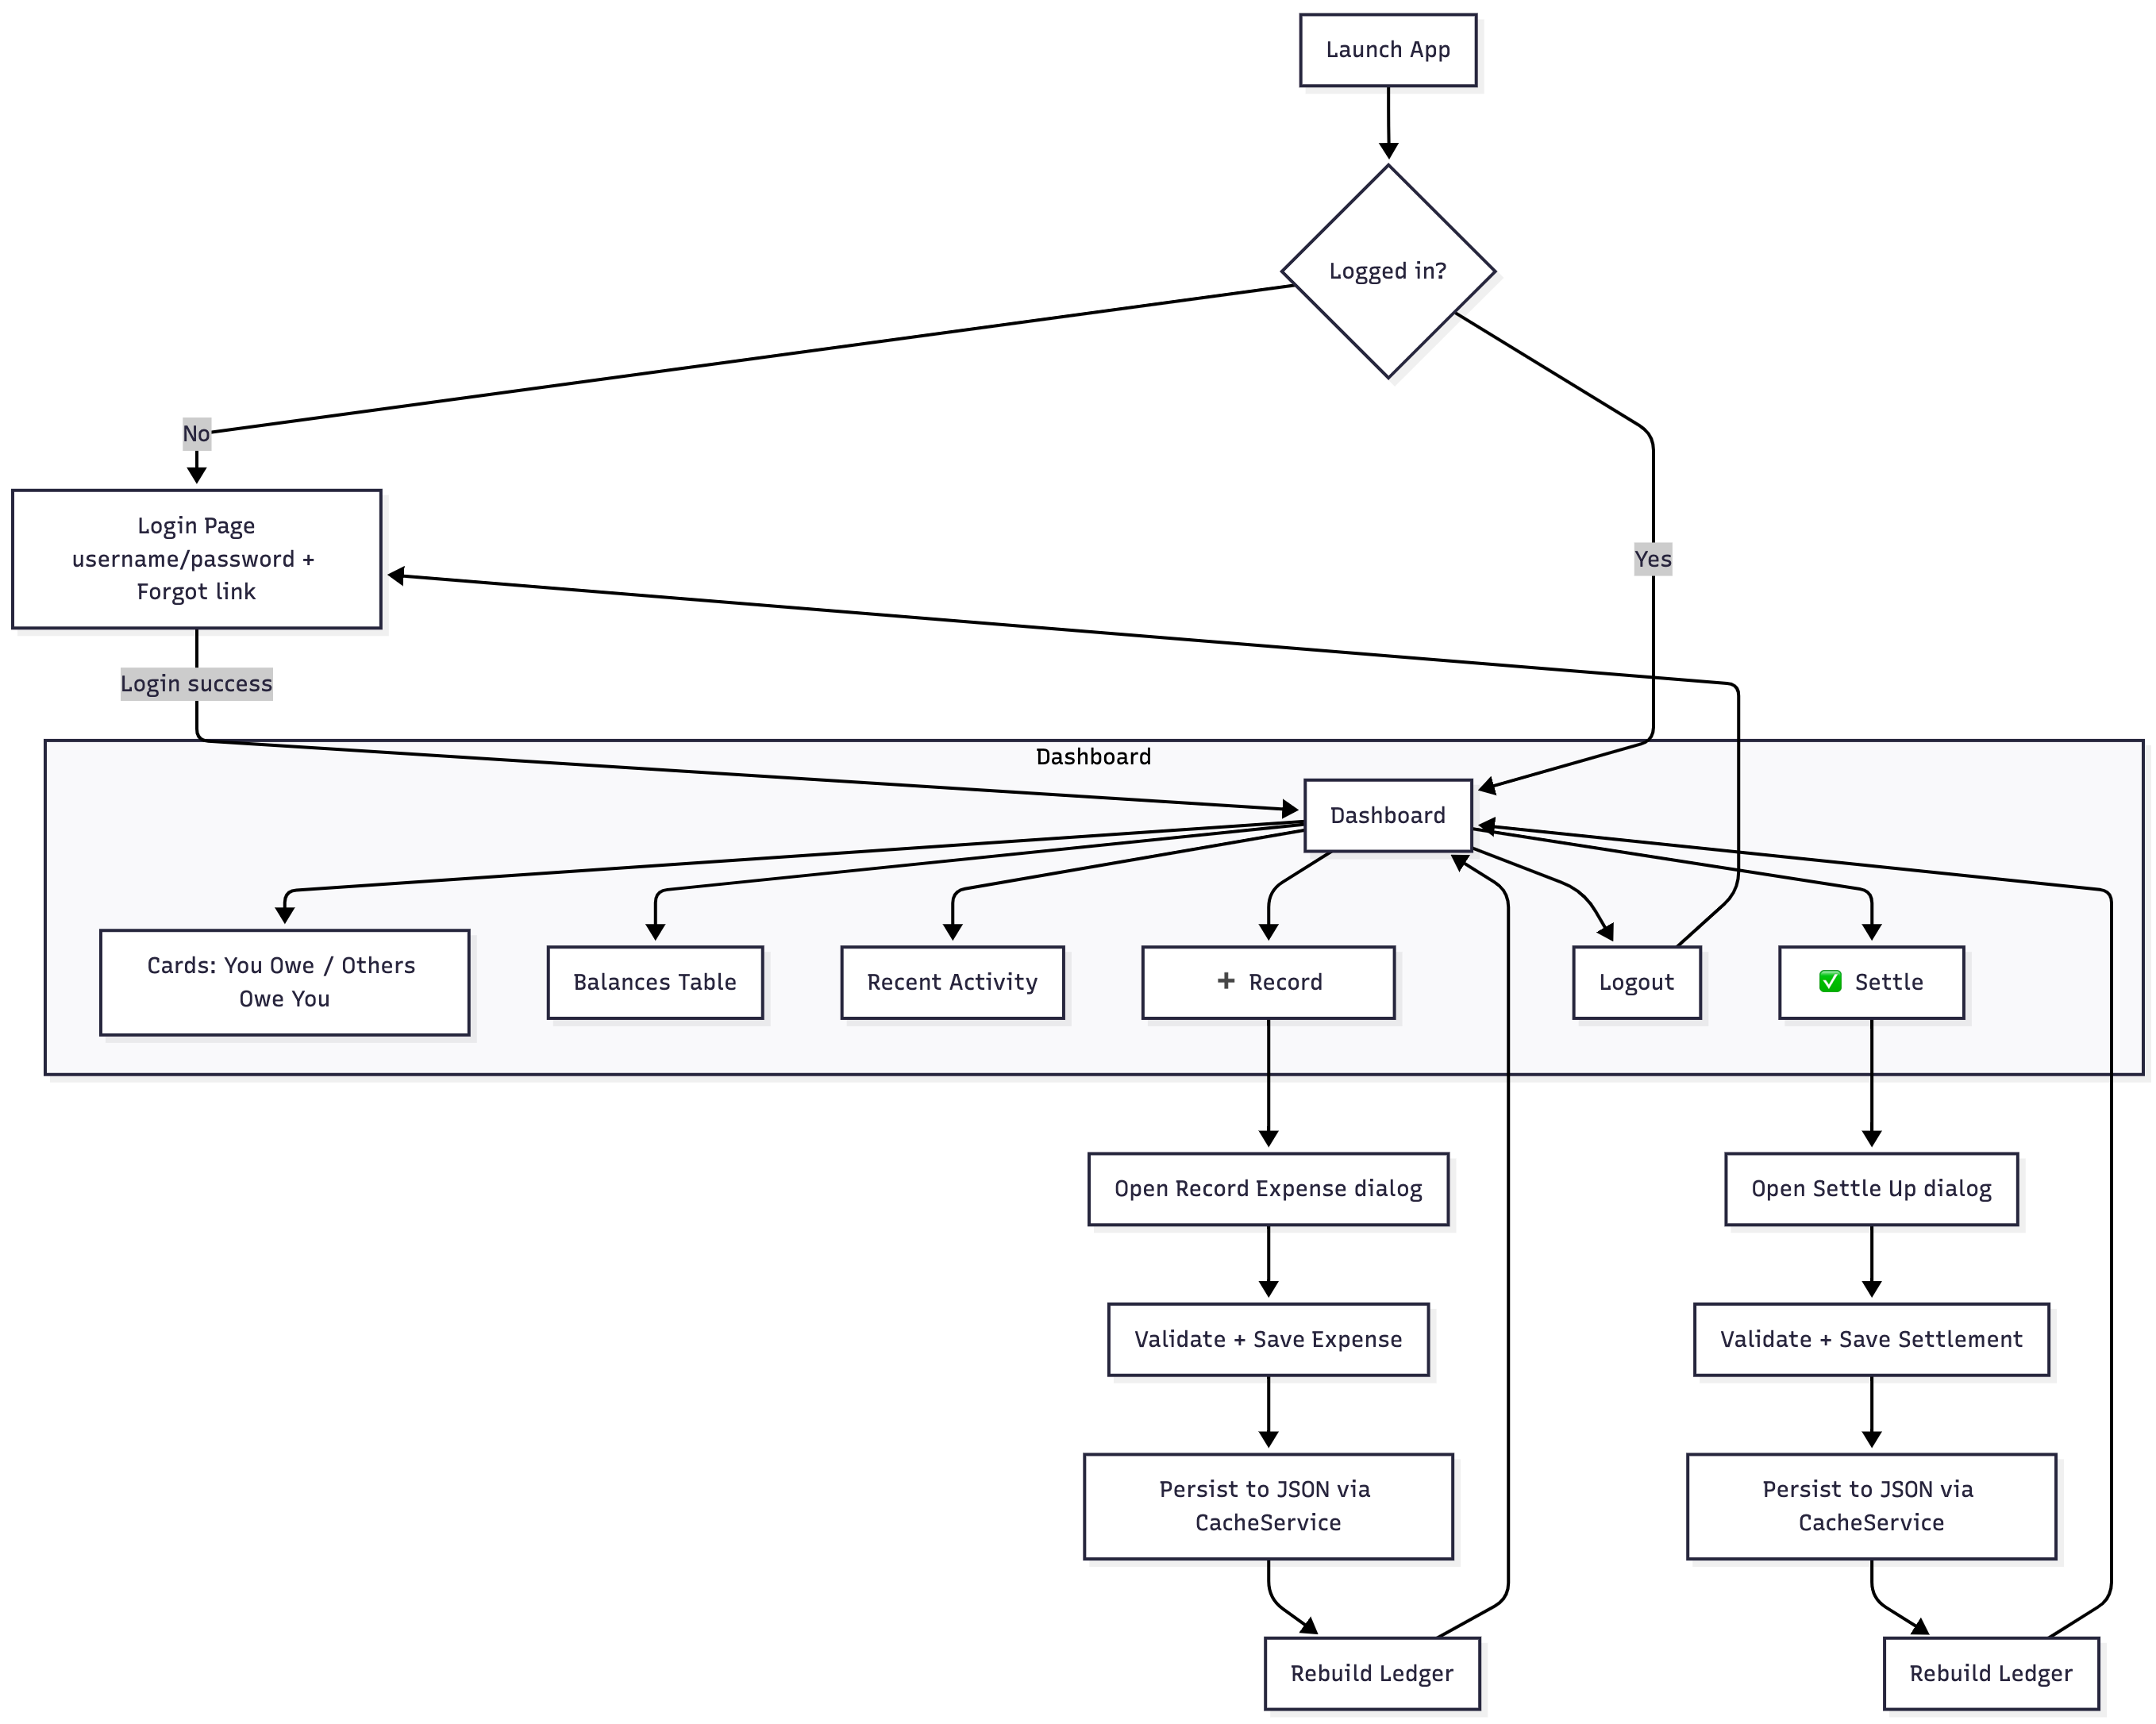 Launch App
Logged in?
No
Yes
Login Page
username/password +
Forgot link
Login success
Dashboard
Dashboard
Cards: You Owe / Others
Owe You
Balances Table
Recent Activity
➕ Record
Logout
✅ Settle
Open Record Expense dialog
Open Settle Up dialog
Validate + Save Expense
Validate + Save Settlement
Persist to JSON via
CacheService
Persist to JSON via
CacheService
Rebuild Ledger
Rebuild Ledger